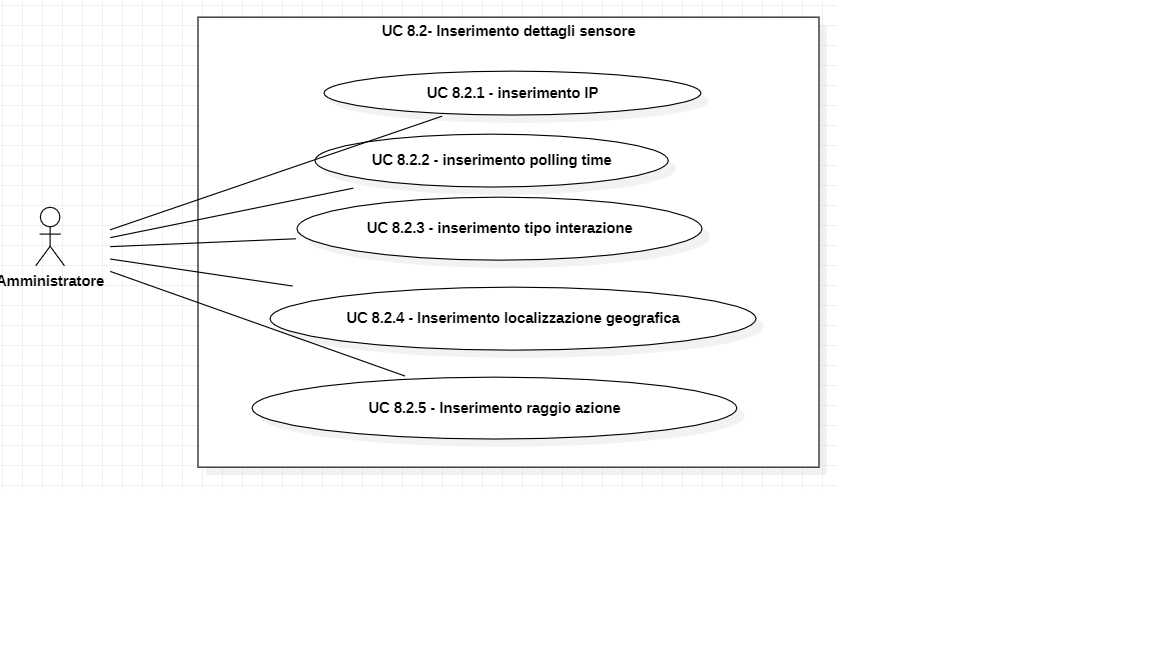 UC 8.2- Inserimento dettagli sensore
UC 8.2.1 - inserimento IP
UC 8.2.2 - inserimento polling time
UC 8.2.3 - inserimento tipo interazione
Amministratore
UC 8.2.4 - Inserimento localizzazione geografica
UC 8.2.5 - Inserimento raggio azione